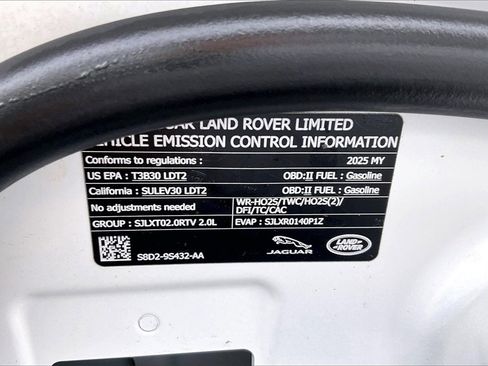 CAR LAND ROVER LIMITED
VEHICLE EMISSION CONTROL INFORMATION
Conforms to regulations: 2025 MY
US EPA : T3B30 LDT2 OBD:II FUEL : Gasoline
California : SULEV30 LDT2 OBD:II FUEL : Gasoline
No adjustments needed WR-HO2S/TWC/HO2S(2)/
DFI/TC/CAC
GROUP : SJLXT02.0RTV 2.0L EVAP : SJLXR0140P1Z
S8D2-9S432-AA
JAGUAR
LAND-
ROVER